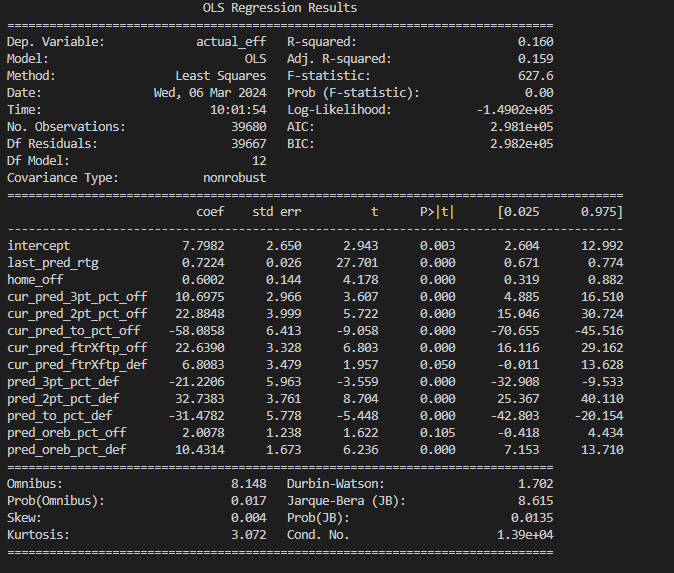 OLS Regression Results
==============================================================================
Dep. Variable: actual_eff R-squared: 0.160
Model: OLS Adj. R-squared: 0.159
Method: Least Squares F-statistic: 627.6
Date: Wed, 06 Mar 2024 Prob (F-statistic): 0.00
Time: 10:01:54 Log-Likelihood: -1.4902e+05
No. Observations: 39680 AIC: 2.981e+05
Df Residuals: 39667 BIC: 2.982e+05
Df Model: 12
Covariance Type: nonrobust
==============================================================================
coef std err t P>|t| [0.025 0.975]
------------------------------------------------------------------------------
intercept 7.7982 2.650 2.943 0.003 2.604 12.992
last_pred_rtg 0.7224 0.026 27.701 0.000 0.671 0.774
home_off 0.6002 0.144 4.178 0.000 0.319 0.882
cur_pred_3pt_pct_off 10.6975 2.966 3.607 0.000 4.885 16.510
cur_pred_2pt_pct_off 22.8848 3.999 5.722 0.000 15.046 30.724
cur_pred_to_pct_off -58.0858 6.413 -9.058 0.000 -70.655 -45.516
cur_pred_ftrXftp_off 22.6390 3.328 6.803 0.000 16.116 29.162
cur_pred_ftrXftp_def 6.8083 3.479 1.957 0.050 -0.011 13.628
pred_3pt_pct_def -21.2206 5.963 -3.559 0.000 -32.908 -9.533
pred_2pt_pct_def 32.7383 3.761 8.704 0.000 25.367 40.110
pred_to_pct_def -31.4782 5.778 -5.448 0.000 -42.803 -20.154
pred_oreb_pct_off 2.0078 1.238 1.622 0.105 -0.418 4.434
pred_oreb_pct_def 10.4314 1.673 6.236 0.000 7.153 13.710
==============================================================================
Omnibus: 8.148 Durbin-Watson: 1.702
Prob(Omnibus): 0.017 Jarque-Bera (JB): 8.615
Skew: 0.004 Prob(JB): 0.0135
Kurtosis: 3.072 Cond. No. 1.39e+04
==============================================================================